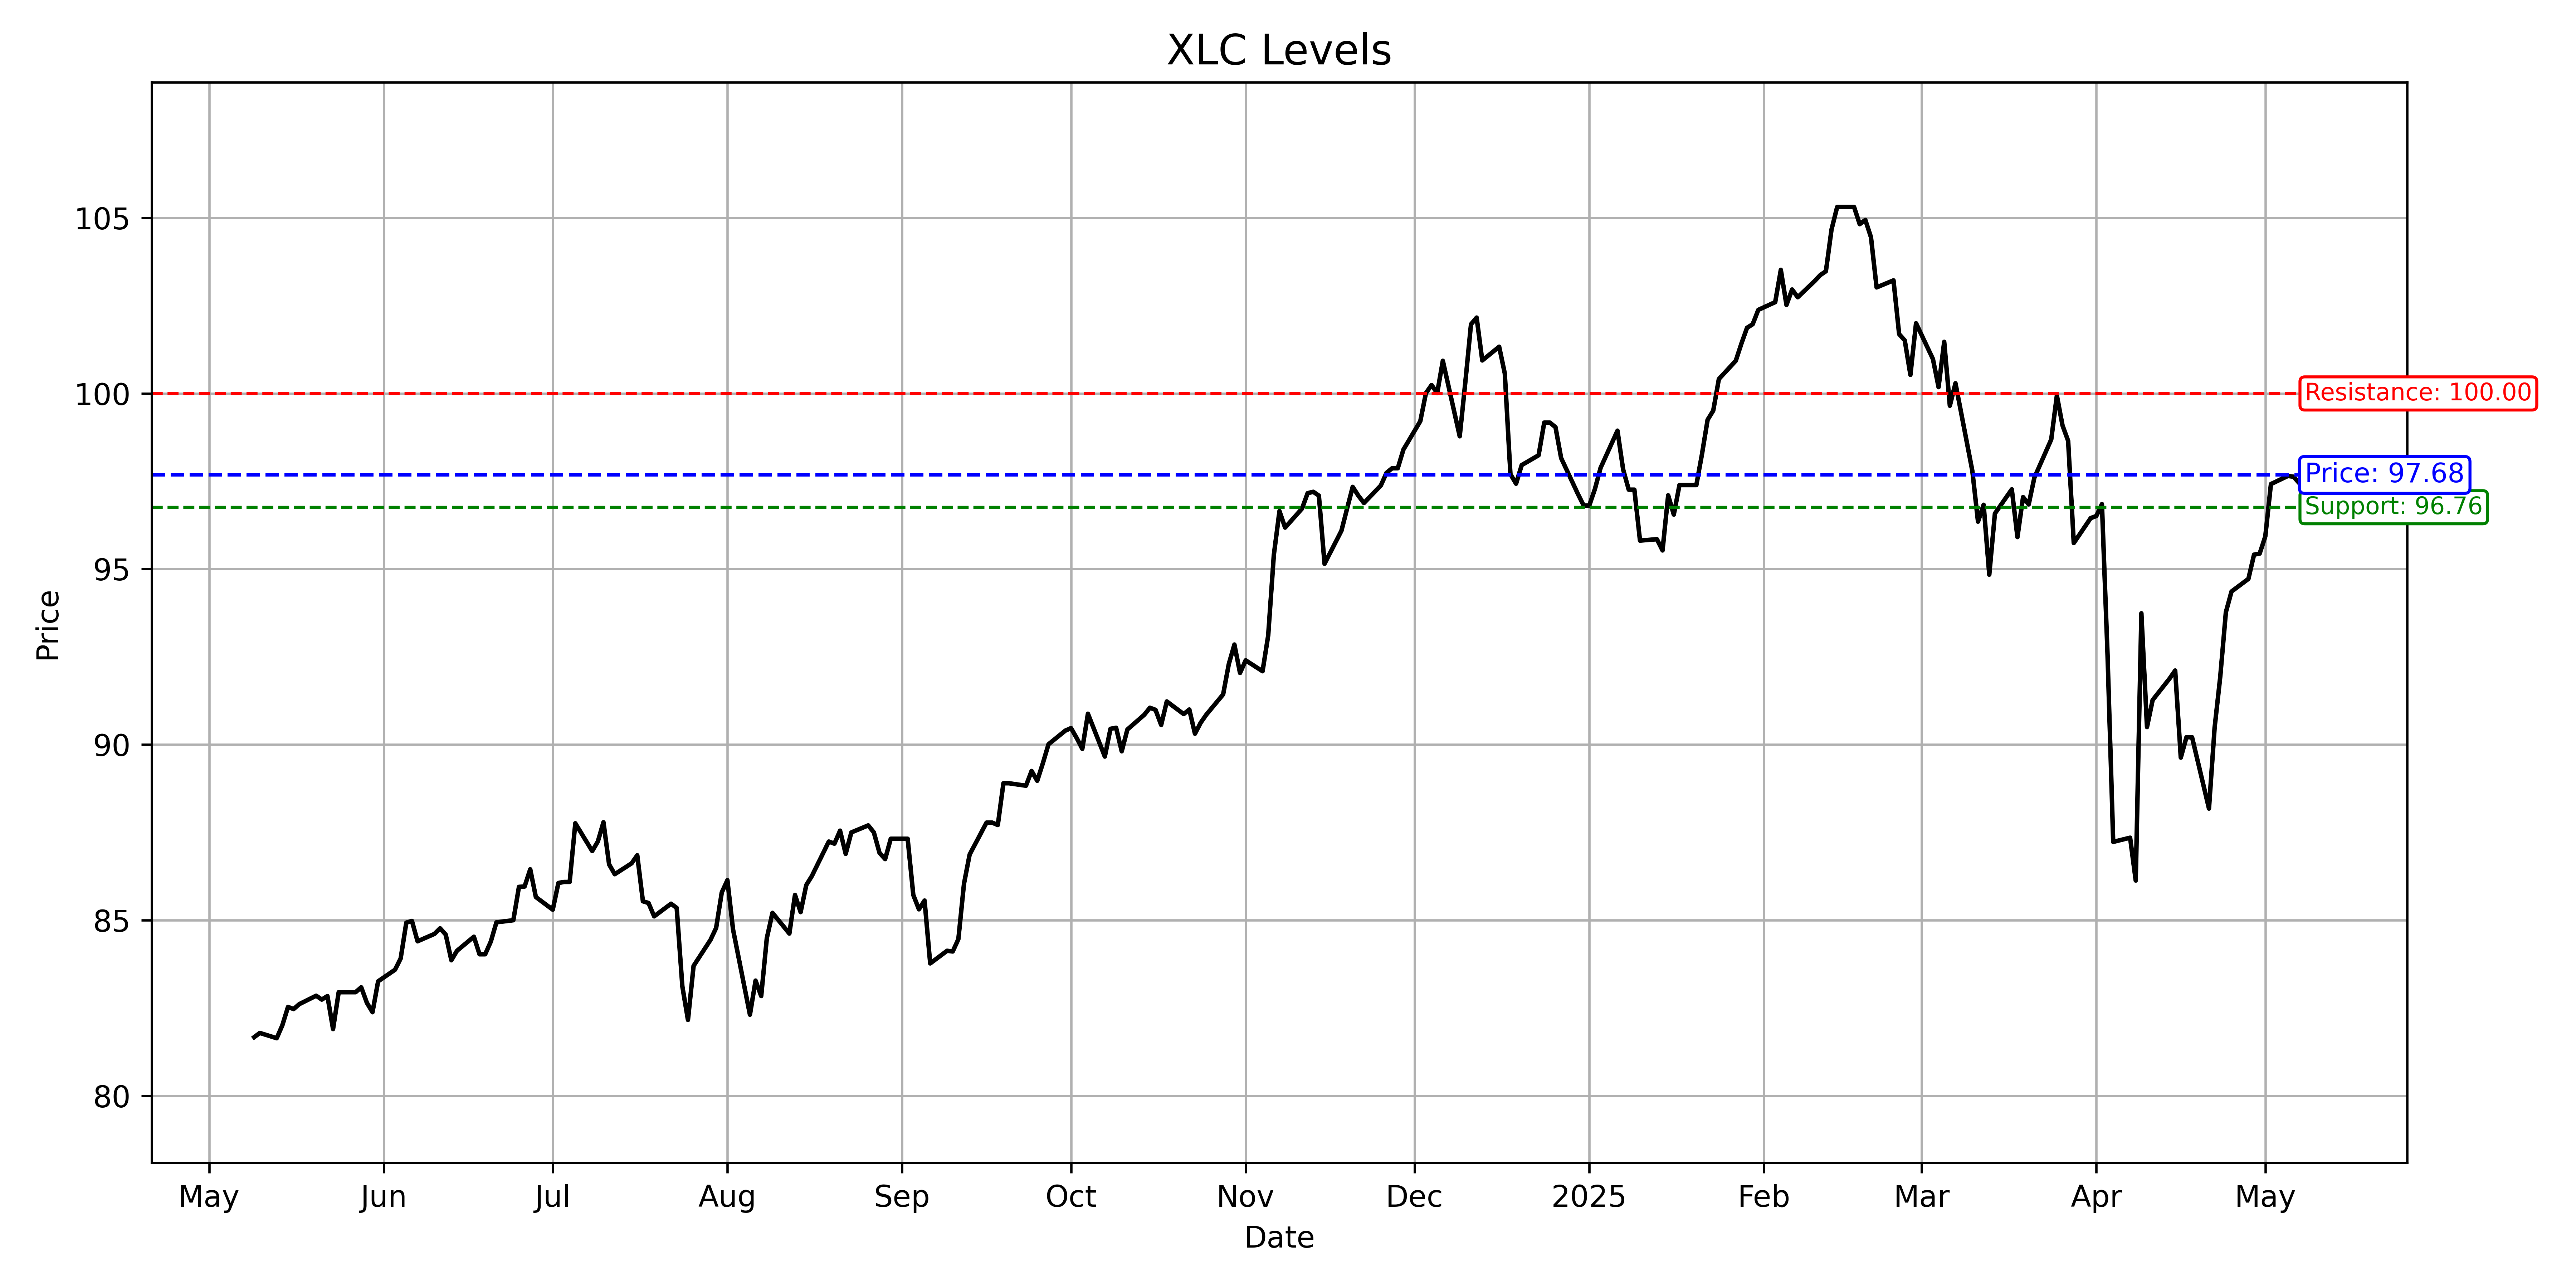 XLC Levels
Price
105
100
95
90
85
80
Resistance: 100.00
Price: 97.68
Support: 96.76
May Jun Jul Aug Sep Oct Nov Dec 2025 Feb Mar Apr May
Date